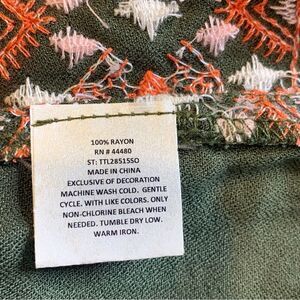 100% RAYON
RN # 44480
ST: TTL28515SO
MADE IN CHINA
EXCLUSIVE OF DECORATION
MACHINE WASH COLD. GENTLE
CYCLE. WITH LIKE COLORS. ONLY
NON-CHLORINE BLEACH WHEN
NEEDED. TUMBLE DRY LOW.
WARM IRON.